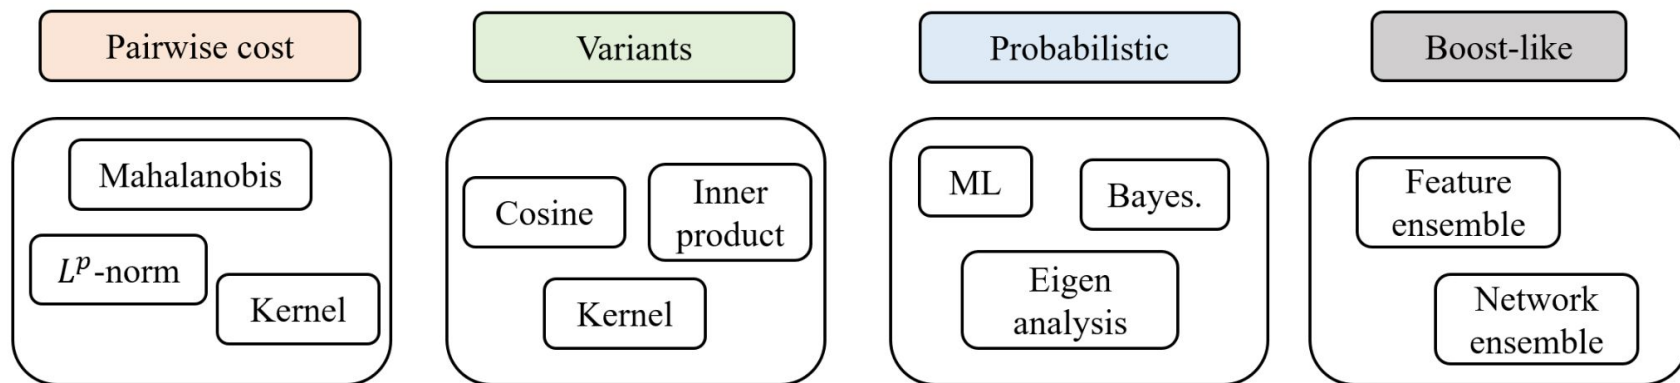 Pairwise cost
Mahalanobis
𝐿ᵖ-norm
Kernel
Variants
Cosine
Inner
product
Kernel
Probabilistic
ML
Bayes.
Eigen
analysis
Boost-like
Feature
ensemble
Network
ensemble